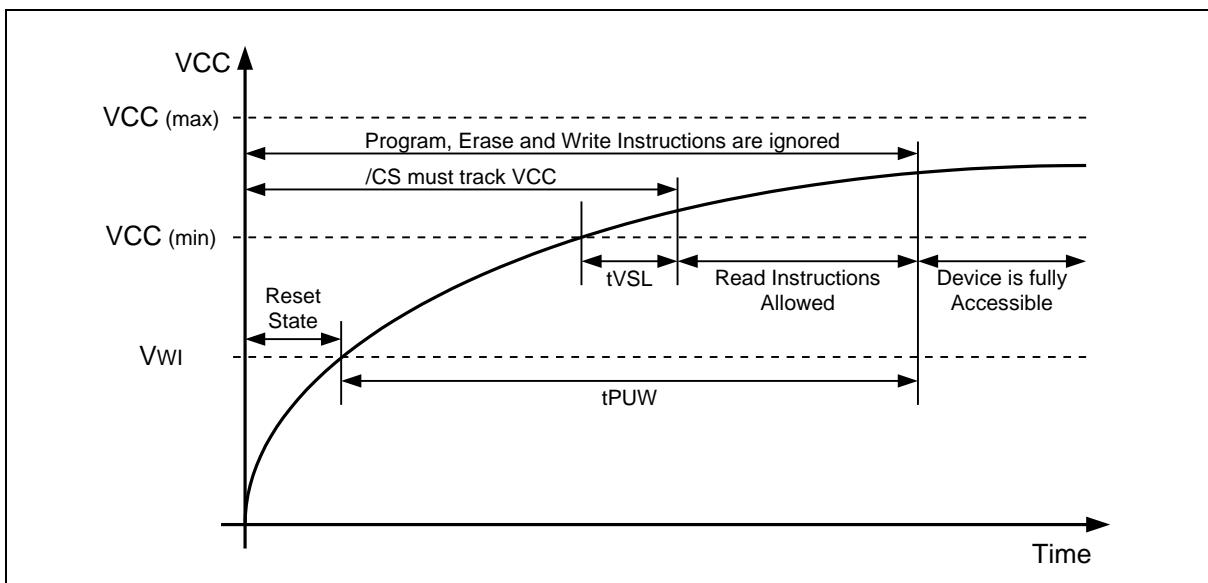 VCC
VCC (max)
Program, Erase and Write Instructions are ignored
/CS must track VCC
VCC (min)
tVSL
Read Instructions
Allowed
Device is fully
Accessible
Reset
State
VWI
tPUW
Time